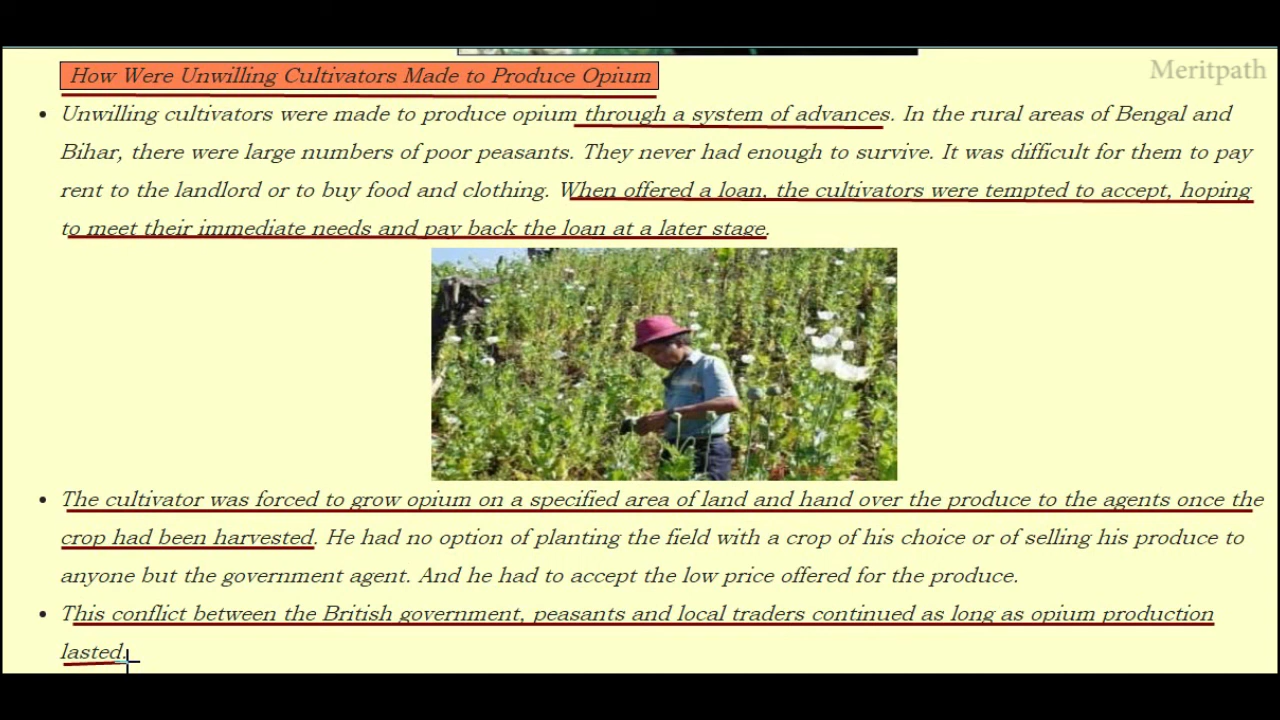 How Were Unwilling Cultivators Made to Produce Opium
Meritpath
• Unwilling cultivators were made to produce opium through a system of advances. In the rural areas of Bengal and
Bihar, there were large numbers of poor peasants. They never had enough to survive. It was difficult for them to pay
rent to the landlord or to buy food and clothing. When offered a loan, the cultivators were tempted to accept, hoping
to meet their immediate needs and pay back the loan at a later stage.
• The cultivator was forced to grow opium on a specified area of land and hand over the produce to the agents once the
crop had been harvested. He had no option of planting the field with a crop of his choice or of selling his produce to
anyone but the government agent. And he had to accept the low price offered for the produce.
• This conflict between the British government, peasants and local traders continued as long as opium production
lasted.